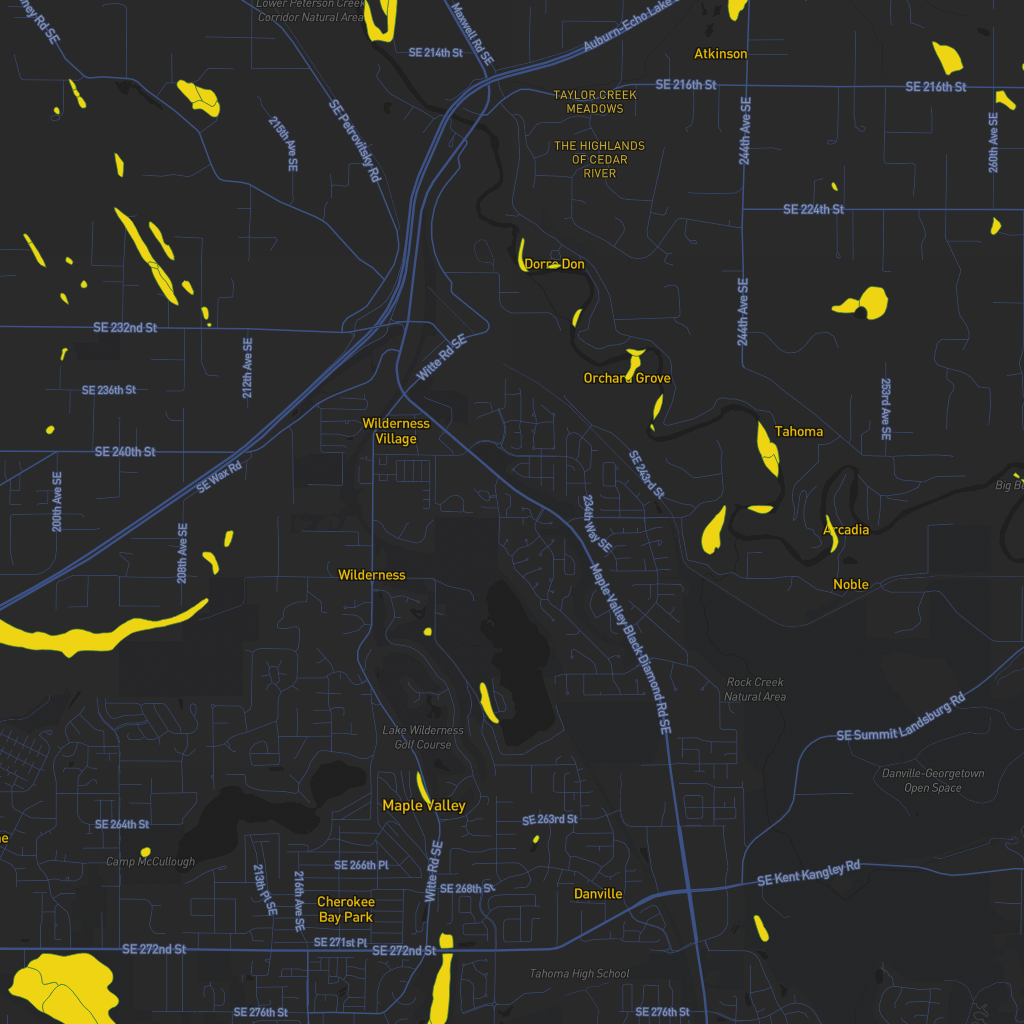 Lower Peterson Creek
Corridor Natural Area
Maxwell Rd SE
SE 214th St
Auburn-Echo Lake
Atkinson
SE 216th St
SE 216th St
TAYLOR CREEK
MEADOWS
SE Petrovitsky Rd
215th Ave SE
244th Ave SE
260th Ave SE
THE HIGHLANDS
OF CEDAR
RIVER
SE 224th St
Dorre Don
SE 232nd St
244th Ave SE
Witte Rd SE
212th Ave SE
SE 236th St
Orchard Grove
253rd Ave SE
Wilderness
Village
Tahoma
SE 240th St
SE Wax Rd
SE 243rd St
200th Ave SE
234th Way SE
208th Ave SE
Arcadia
Wilderness
Noble
Maple Valley Black Diamond Rd SE
Rock Creek
Natural Area
SE Summit Landsburg Rd
Lake Wilderness
Golf Course
Danville-Georgetown
Open Space
Maple Valley
SE 264th St
SE 263rd St
Camp McCullough
SE 266th Pl
Witte Rd SE
SE Kent Kangley Rd
213th Pl SE
216th Ave SE
SE 268th St
Danville
Cherokee
Bay Park
SE 271st Pl
SE 272nd St
SE 272nd St
Tahoma High School
SE 276th St
SE 276th St